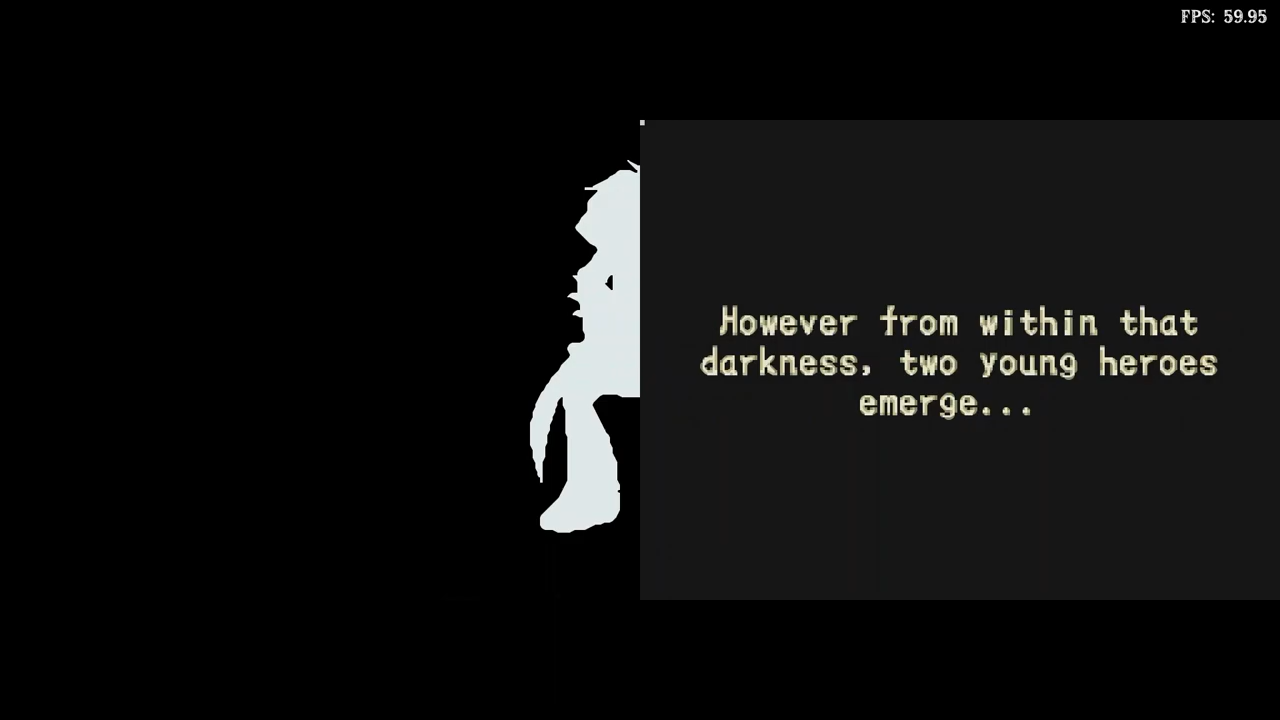 FPS: 59.95
However from within that
darkness, two young heroes
emerge...